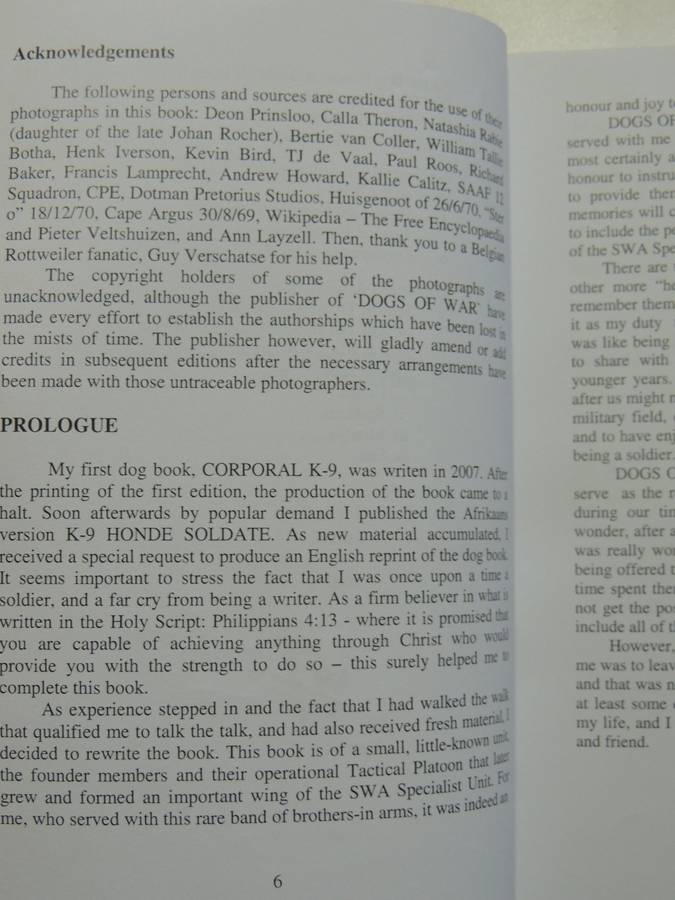 Acknowledgements
The following persons and sources are credited for the use of their
photographs in this book: Deon Prinsloo, Calla Theron, Natashia Rabie
(daughter of the late Johan Rocher), Bertie van Coller, William Tallie
Botha, Henk Iverson, Kevin Bird, TJ de Vaal, Paul Roos, Richard
Baker, Francis Lamprecht, Andrew Howard, Kallie Calitz, SAAF 12
Squadron, CPE, Dotman Pretorius Studios, Huisgenoot of 26/6/70, "Ster
o" 18/12/70, Cape Argus 30/8/69, Wikipedia – The Free Encyclopaedia
and Pieter Veltshuizen, and Ann Layzell. Then, thank you to a Belgian
Rottweiler fanatic, Guy Verschatse for his help.
The copyright holders of some of the photographs are
unacknowledged, although the publisher of 'DOGS OF WAR' have
made every effort to establish the authorships which have been lost in
the mists of time. The publisher however, will gladly amend or add
credits in subsequent editions after the necessary arrangements have
been made with those untraceable photographers.
PROLOGUE
My first dog book, CORPORAL K-9, was writen in 2007. After
the printing of the first edition, the production of the book came to a
halt. Soon afterwards by popular demand I published the Afrikaans
version K-9 HONDE SOLDATE. As new material accumulated, I
received a special request to produce an English reprint of the dog book.
It seems important to stress the fact that I was once upon a time a
soldier, and a far cry from being a writer. As a firm believer in what is
written in the Holy Script: Philippians 4:13 - where it is promised that
you are capable of achieving anything through Christ who would
provide you with the strength to do so – this surely helped me to
complete this book.
As experience stepped in and the fact that I had walked the walk
that qualified me to talk the talk, and had also received fresh material, I
decided to rewrite the book. This book is of a small, little-known unit,
the founder members and their operational Tactical Platoon that later
grew and formed an important wing of the SWA Specialist Unit. For
me, who served with this rare band of brothers-in arms, it was indeed an
6
honour and joy
DOGS OF
served with me
most certainly a
honour to instru
to provide
memories will
to include the
of the SWA Spe
There are
other more
remember them
it as my duty
was like being
to share with
younger years.
after us might
military field,
and to have
being a soldier.
DOGS
serve as the
during our
wonder, after a
was really
being offered
time spent
not get the
include all of
However,
me was to leav
and that was
at least some
my life, and I
and friend.